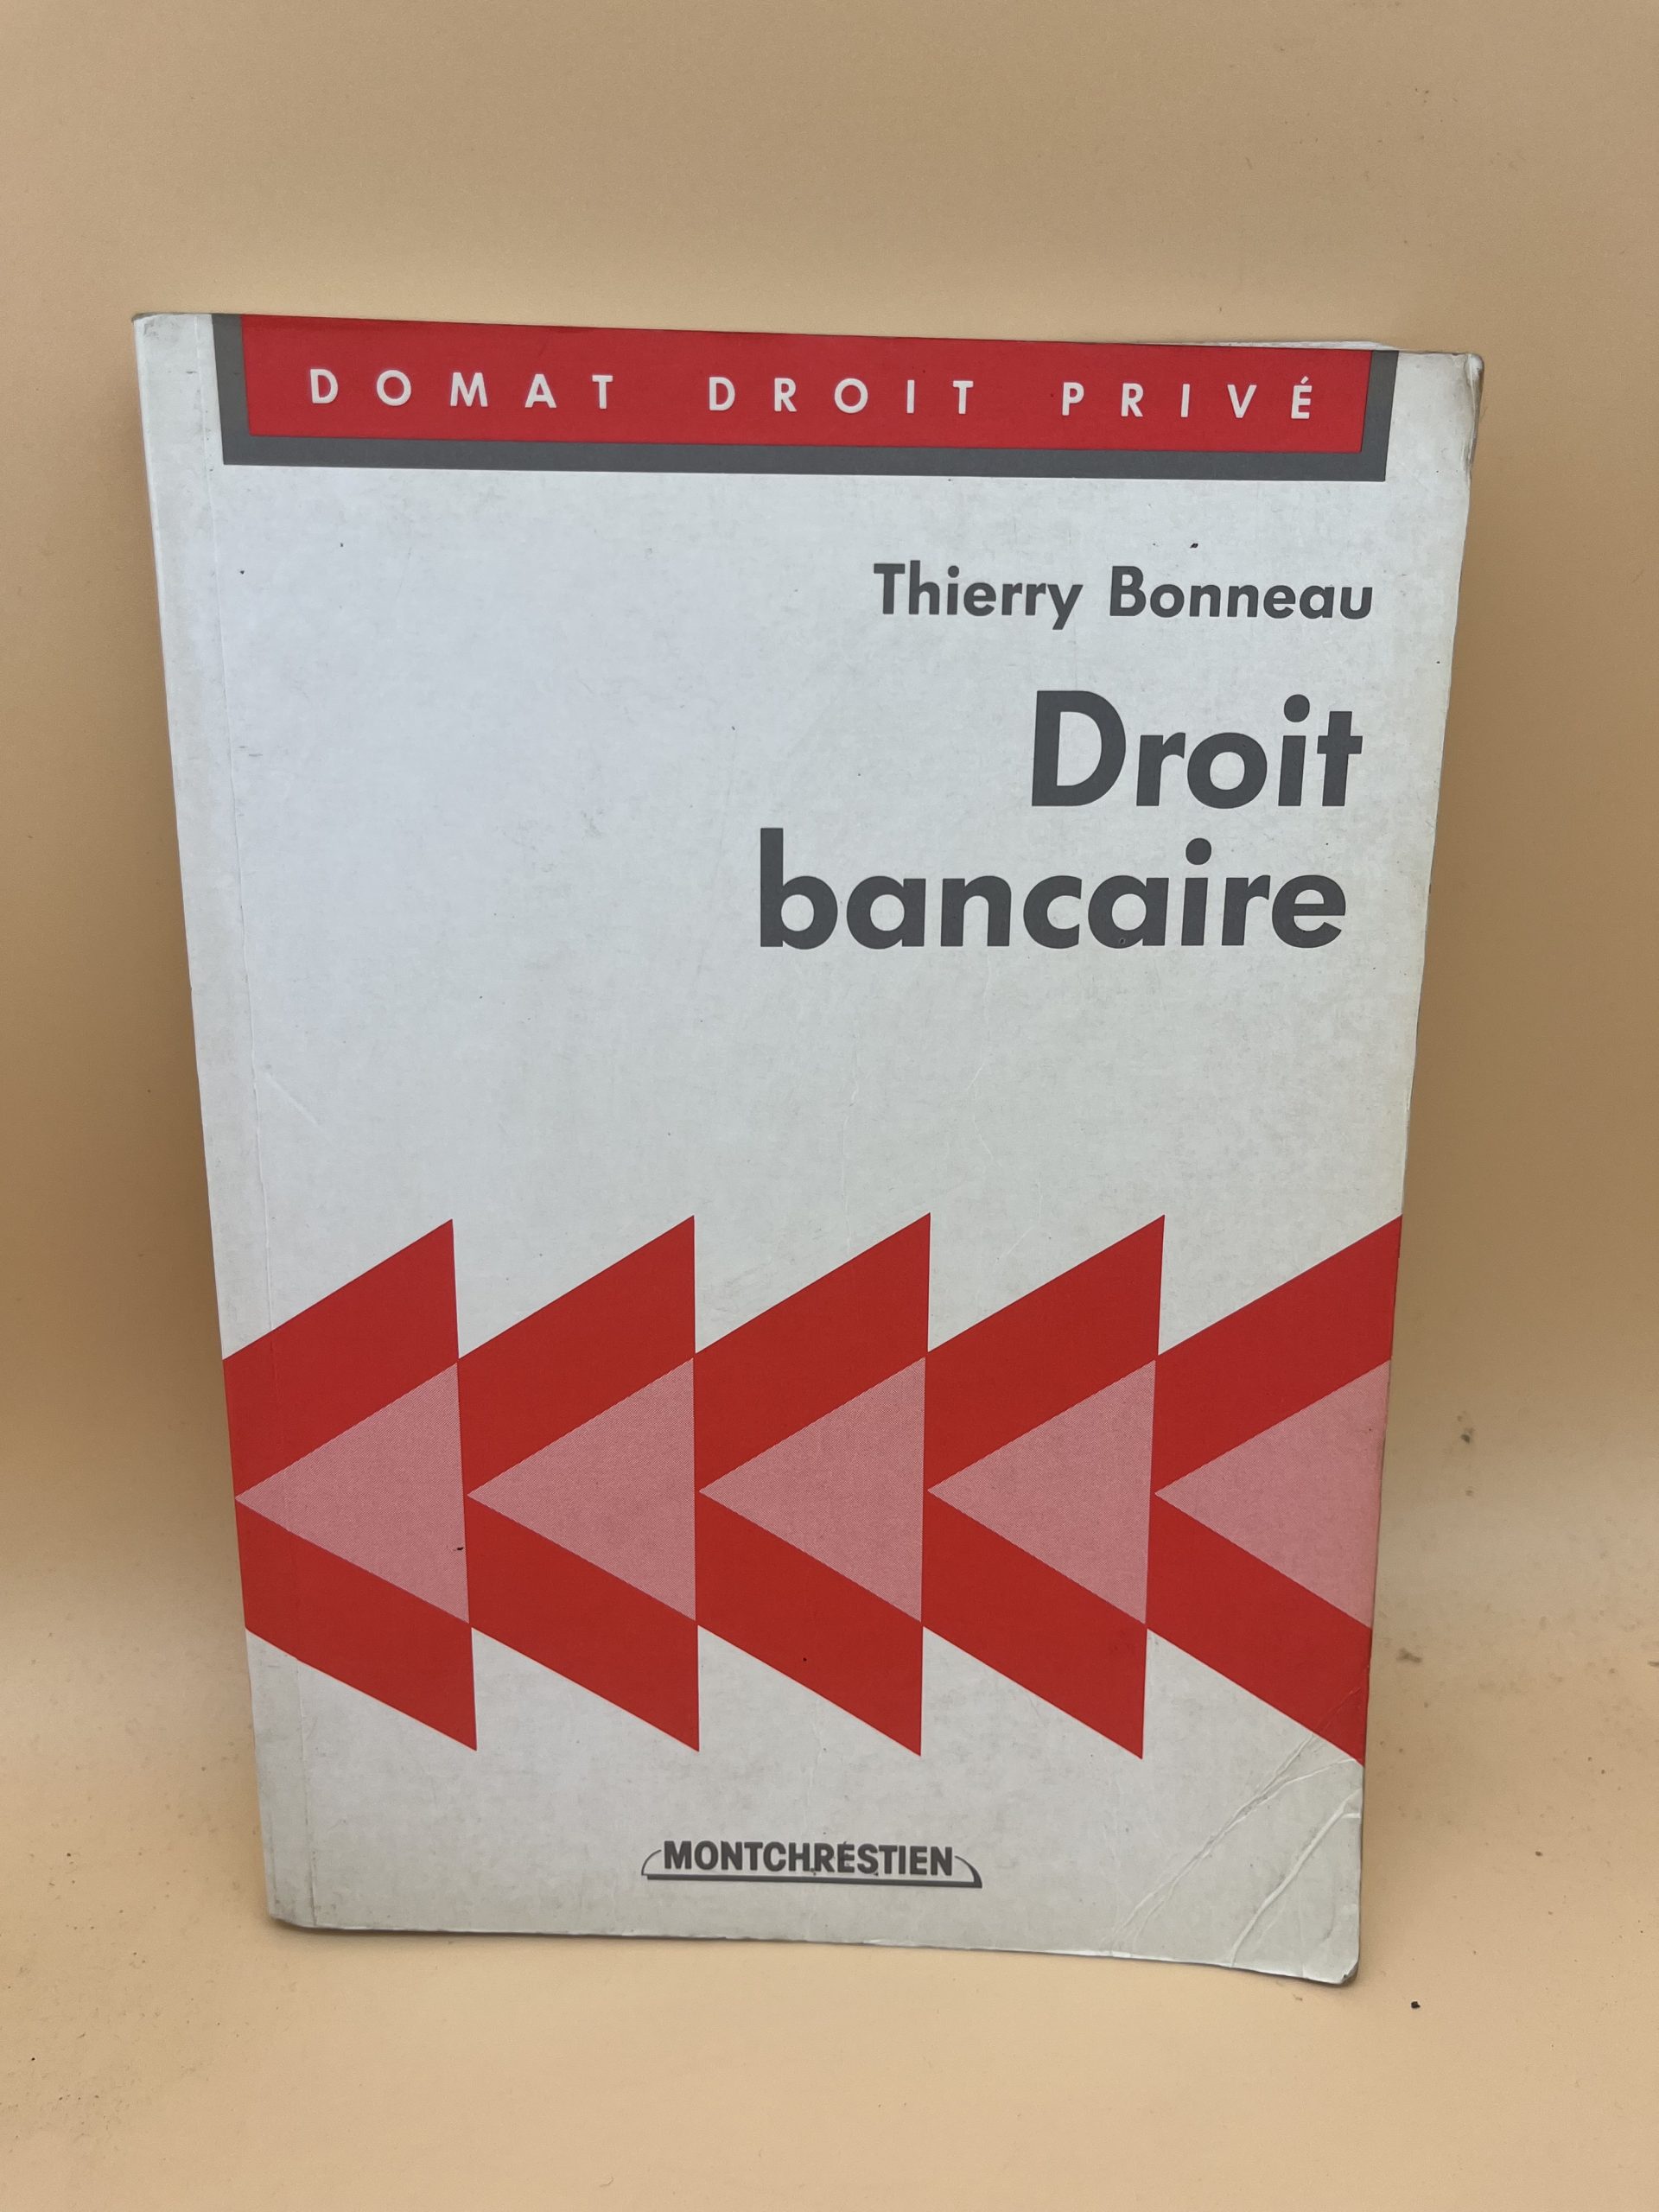 DOMAT DROIT PRIVÉ
Thierry Bonneau
Droit
bancaire
MONTCHRESTIEN